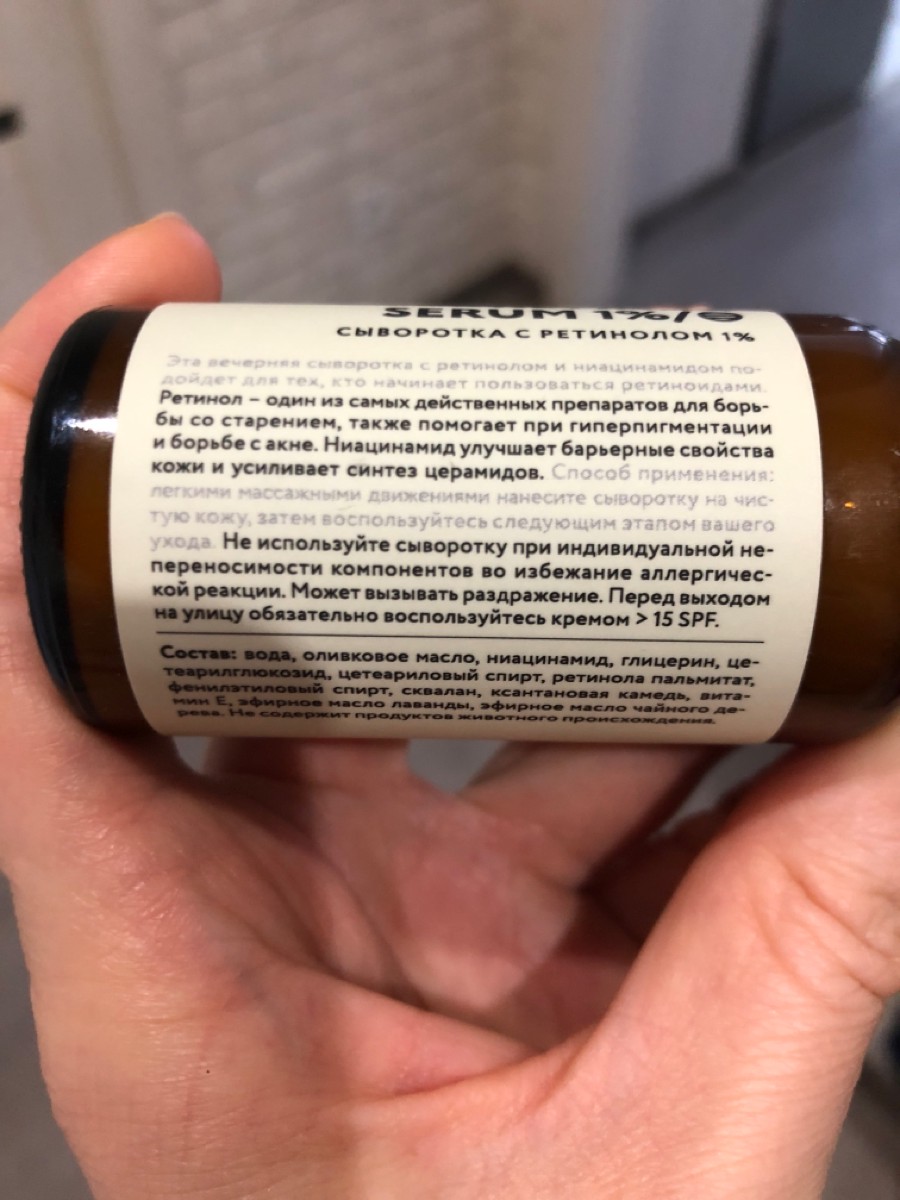 SERUM 1%/
СЫВОРОТКА С РЕТИНОЛОМ 1%
Эта вечерняя сыворотка с ретинолом и ниацинамидом по-
дойдет для тех, кто начинает пользоваться ретиноидами.
Ретинол – один из самых действенных препаратов для борь-
бы со старением, также помогает при гиперпигментации
и борьбе с акне. Ниацинамид улучшает барьерные свойства
кожи и усиливает синтез церамидов. Способ применения:
легкими массажными движениями нанесите сыворотку на чис-
тую кожу, затем воспользуйтесь следующим этапом вашего
ухода. Не используйте сыворотку при индивидуальной не-
переносимости компонентов во избежание аллергичес-
кой реакции. Может вызывать раздражение. Перед выходом
на улицу обязательно воспользуйтесь кремом > 15 SPF.
Состав: вода, оливковое масло, ниацинамид, глицерин, це-
теарилглюкозид, цетеариловый спирт, ретинола пальмитат,
фенилэтиловый спирт, сквалан, ксантановая камедь, вита-
мин Е, эфирное масло лаванды, эфирное масло чайного де-
рева. Не содержит продуктов животного происхождения.